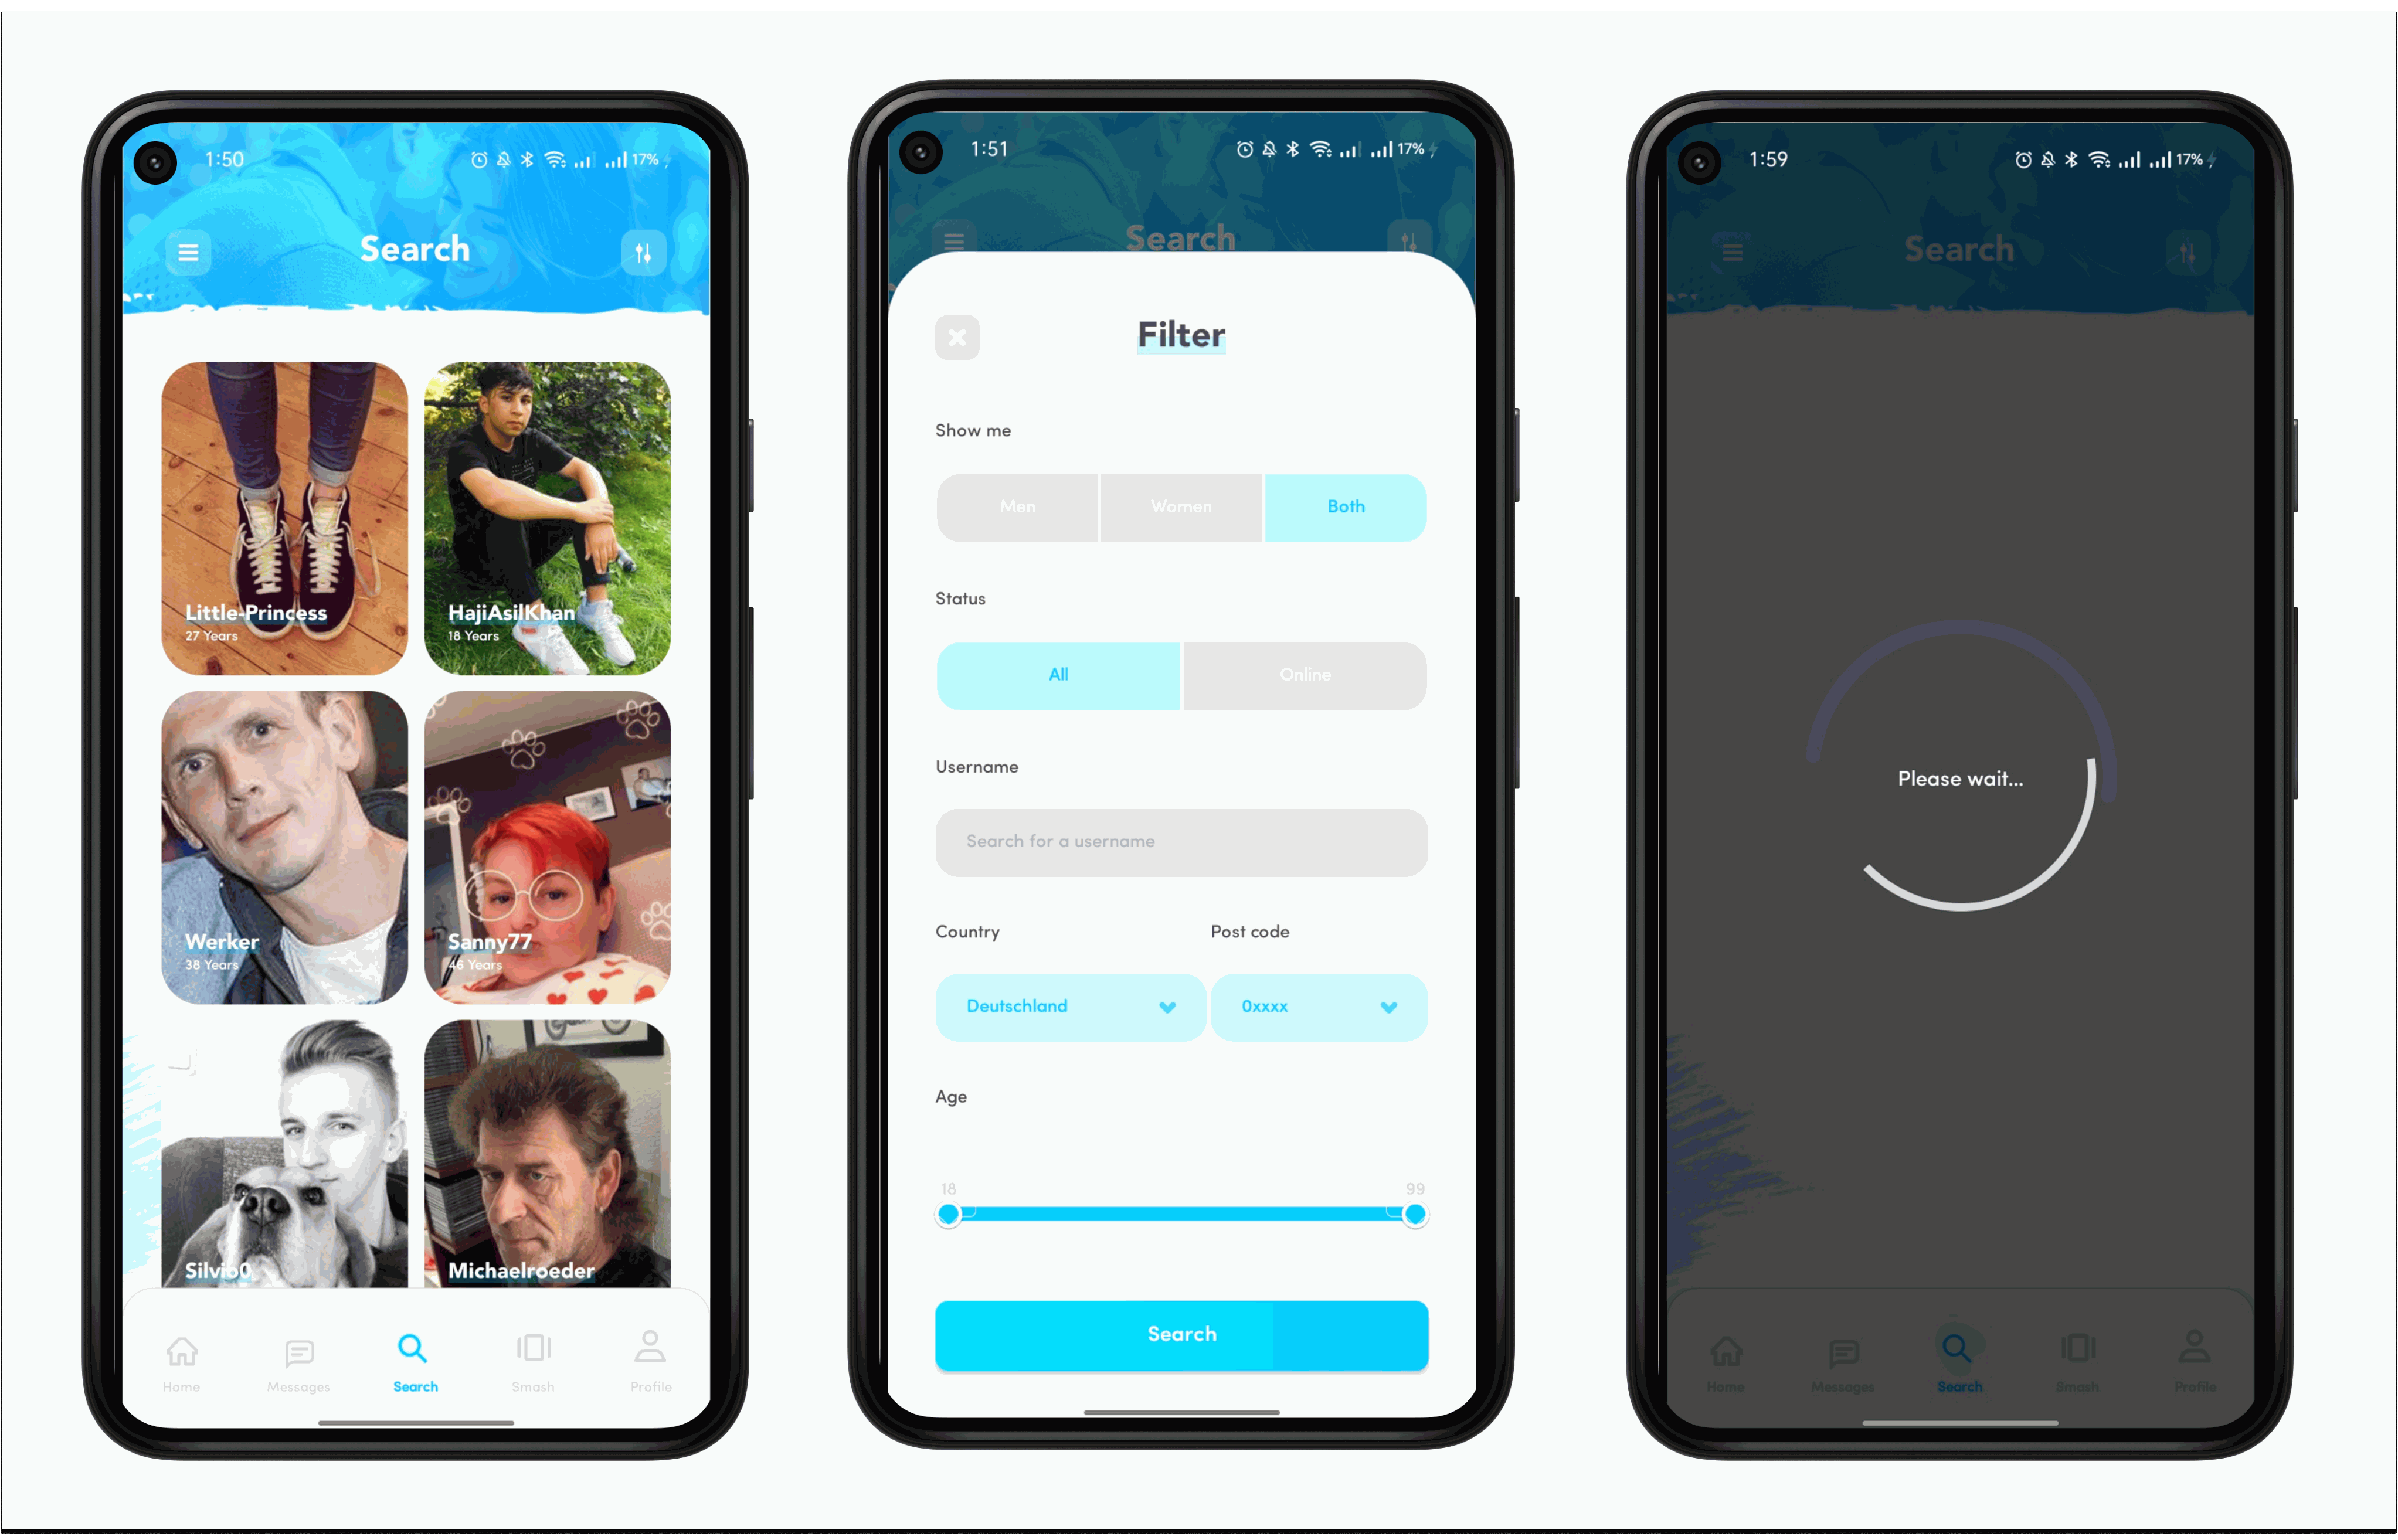 1:50
17%
Search
Little-Princess
27 Years
HajiAsilKhan
18 Years
Werker
38 Years
Sanny77
46 Years
Silvio0
Michaelroeder
Home
Messages
Search
Smash
Profile
1:51
17%
Search
Filter
Show me
Men
Women
Both
Status
All
Online
Username
Search for a username
Country
Post code
Deutschland
0xxxx
Age
18
99
Search
1:59
17%
Search
Please wait...
Home
Messages
Search
Smash
Profile